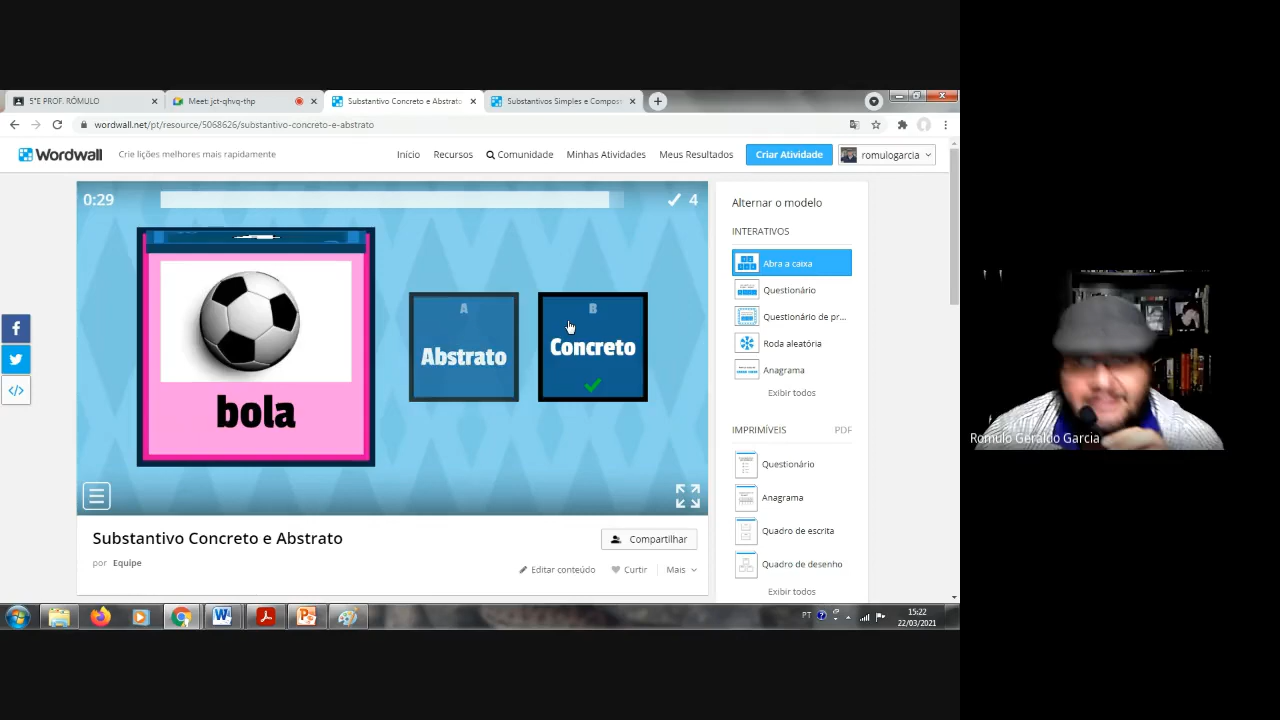 5°E PROF. RÔMULO
Meet: jct-qhvq-thp
Substantivo Concreto e Abstrato
Substantivos Simples e Compos
wordwall.net/pt/resource/5068626/substantivo-concreto-e-abstrato
Wordwall
Crie lições melhores mais rapidamente
Início
Recursos
Comunidade
Minhas Atividades
Meus Resultados
Criar Atividade
romulogarcia
0:29
4
bola
A
Abstrato
B
Concreto
Alternar o modelo
INTERATIVOS
Abra a caixa
Questionário
Questionário de pr...
Roda aleatória
Anagrama
Exibir todos
IMPRIMÍVEIS PDF
Questionário
Anagrama
Quadro de escrita
Quadro de desenho
Exibir todos
Substantivo Concreto e Abstrato
Compartilhar
por Equipe
Editar conteúdo
Curtir
Mais
Romulo Geraldo Garcia
PT
15:22
22/03/2021